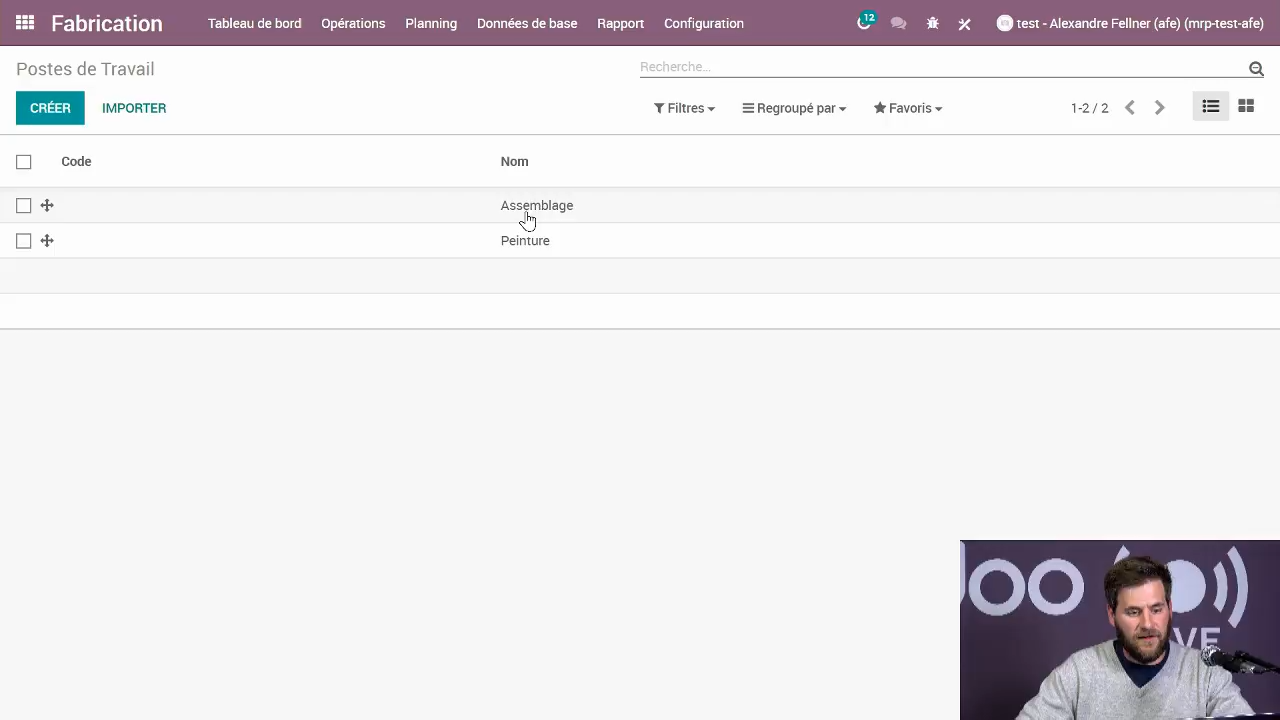 Fabrication
Tableau de bord
Opérations
Planning
Données de base
Rapport
Configuration
12
test - Alexandre Fellner (afe) (mrp-test-afe)
Postes de Travail
Recherche...
CRÉER
IMPORTER
Filtres
Regroupé par
Favoris
1-2 / 2
Code
Nom
Assemblage
Peinture